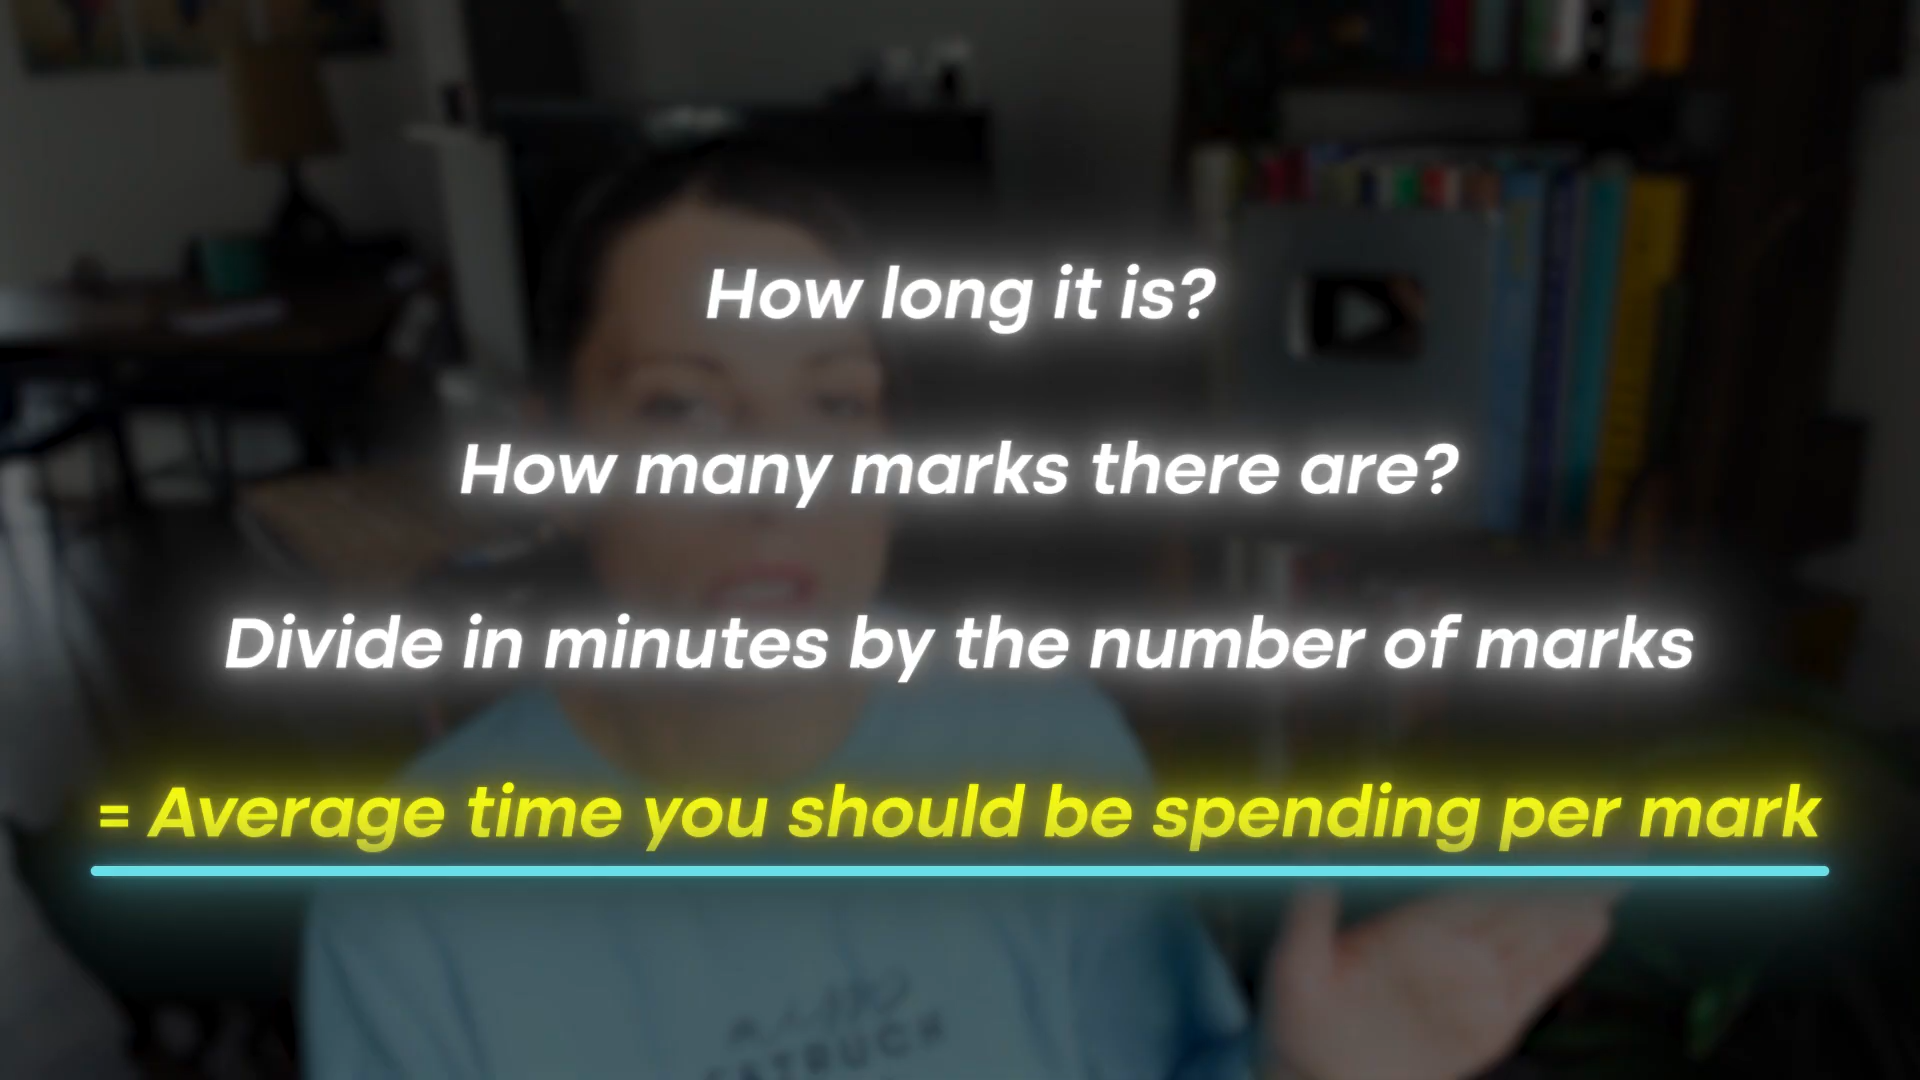 How long it is?
How many marks there are?
Divide in minutes by the number of marks
= Average time you should be spending per mark